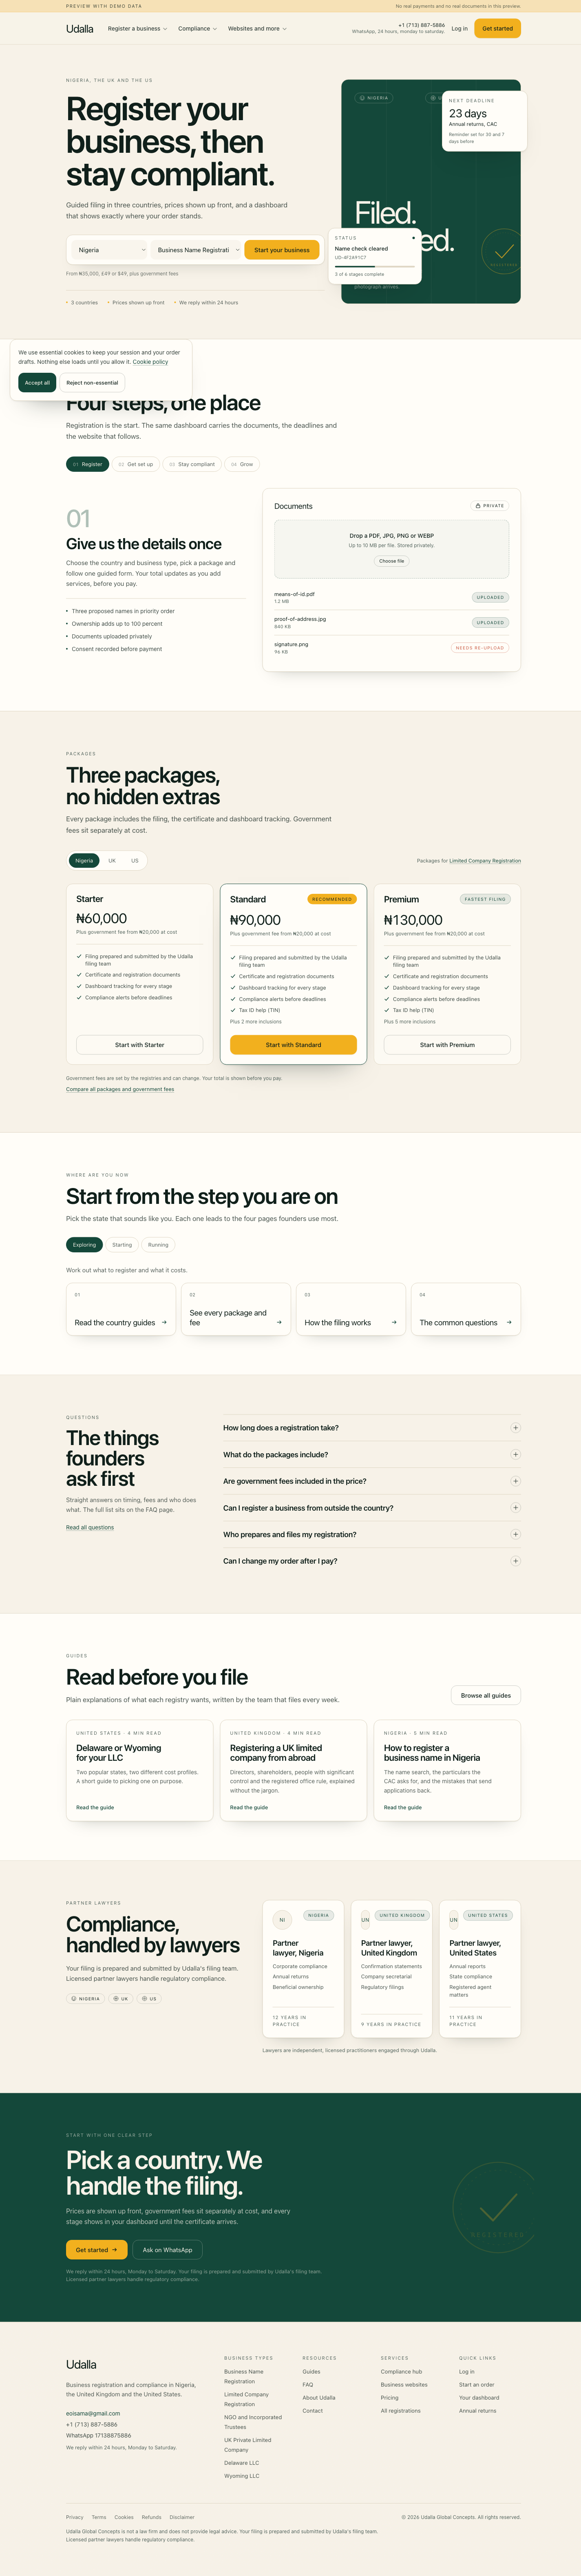 PREVIEW WITH DEMO DATA
No real payments and no real documents in this preview.
Udalla
Register a business
Compliance
Websites and more
+1 (713) 887-5886
WhatsApp, 24 hours, monday to saturday.
Log in
Get started
NIGERIA, THE UK AND THE US
Register your
business, then
stay compliant.
Guided filing in three countries, prices shown up front, and a dashboard
that shows exactly where your order stands.
Nigeria
Business Name Registrati
Start your business
From ₦35,000, £49 or $49, plus government fees
3 countries
Prices shown up front
We reply within 24 hours
NIGERIA
NEXT DEADLINE
23 days
Annual returns, CAC
Reminder set for 30 and 7
days before
Filed.
STATUS
Name check cleared
UD-4F2A91C7
3 of 6 stages complete
photograph arrives.
REGISTERED
We use essential cookies to keep your session and your order
drafts. Nothing else loads until you allow it. Cookie policy
Accept all
Reject non-essential
Four steps, one place
Registration is the start. The same dashboard carries the documents, the deadlines and
the website that follows.
01 Register
02 Get set up
03 Stay compliant
04 Grow
01
Give us the details once
Choose the country and business type, pick a package and
follow one guided form. Your total updates as you add
services, before you pay.
Three proposed names in priority order
Ownership adds up to 100 percent
Documents uploaded privately
Consent recorded before payment
Documents
PRIVATE
Drop a PDF, JPG, PNG or WEBP
Up to 10 MB per file. Stored privately.
Choose file
means-of-id.pdf
1.2 MB
UPLOADED
proof-of-address.jpg
840 KB
UPLOADED
signature.png
96 KB
NEEDS RE-UPLOAD
PACKAGES
Three packages,
no hidden extras
Every package includes the filing, the certificate and dashboard tracking. Government
fees sit separately at cost.
Nigeria
UK
US
Packages for Limited Company Registration
Starter
₦60,000
Plus government fee from ₦20,000 at cost
Filing prepared and submitted by the Udalla
filing team
Certificate and registration documents
Dashboard tracking for every stage
Compliance alerts before deadlines
Start with Starter
Standard
RECOMMENDED
₦90,000
Plus government fee from ₦20,000 at cost
Filing prepared and submitted by the Udalla
filing team
Certificate and registration documents
Dashboard tracking for every stage
Compliance alerts before deadlines
Tax ID help (TIN)
Plus 2 more inclusions
Start with Standard
Premium
FASTEST FILING
₦130,000
Plus government fee from ₦20,000 at cost
Filing prepared and submitted by the Udalla
filing team
Certificate and registration documents
Dashboard tracking for every stage
Compliance alerts before deadlines
Tax ID help (TIN)
Plus 5 more inclusions
Start with Premium
Government fees are set by the registries and can change. Your total is shown before you pay.
Compare all packages and government fees
WHERE ARE YOU NOW
Start from the step you are on
Pick the state that sounds like you. Each one leads to the four pages founders use most.
Exploring
Starting
Running
Work out what to register and what it costs.
01
Read the country guides
02
See every package and
fee
03
How the filing works
04
The common questions
QUESTIONS
The things
founders
ask first
Straight answers on timing, fees and who does
what. The full list sits on the FAQ page.
Read all questions
How long does a registration take?
What do the packages include?
Are government fees included in the price?
Can I register a business from outside the country?
Who prepares and files my registration?
Can I change my order after I pay?
GUIDES
Read before you file
Plain explanations of what each registry wants, written by the team that files every week.
Browse all guides
UNITED STATES · 4 MIN READ
Delaware or Wyoming
for your LLC
Two popular states, two different cost profiles.
A short guide to picking one on purpose.
Read the guide
UNITED KINGDOM · 4 MIN READ
Registering a UK limited
company from abroad
Directors, shareholders, people with significant
control and the registered office rule, explained
without the jargon.
Read the guide
NIGERIA · 5 MIN READ
How to register a
business name in Nigeria
The name search, the particulars the
CAC asks for, and the mistakes that send
applications back.
Read the guide
PARTNER LAWYERS
Compliance,
handled by lawyers
Your filing is prepared and submitted by Udalla's filing team.
Licensed partner lawyers handle regulatory compliance.
NIGERIA
UK
US
NI
NIGERIA
Partner
lawyer, Nigeria
Corporate compliance
Annual returns
Beneficial ownership
12 YEARS IN
PRACTICE
UN
UNITED KINGDOM
Partner lawyer,
United Kingdom
Confirmation statements
Company secretarial
Regulatory filings
9 YEARS IN PRACTICE
UN
UNITED STATES
Partner lawyer,
United States
Annual reports
State compliance
Registered agent
matters
11 YEARS IN
PRACTICE
Lawyers are independent, licensed practitioners engaged through Udalla.
START WITH ONE CLEAR STEP
Pick a country. We
handle the filing.
Prices are shown up front, government fees sit separately at cost, and every
stage shows in your dashboard until the certificate arrives.
Get started
Ask on WhatsApp
We reply within 24 hours, Monday to Saturday. Your filing is prepared and submitted by Udalla's filing team.
Licensed partner lawyers handle regulatory compliance.
REGISTERED
Udalla
Business registration and compliance in Nigeria,
the United Kingdom and the United States.
eoisama@gmail.com
+1 (713) 887-5886
WhatsApp 17138875886
We reply within 24 hours, Monday to Saturday.
BUSINESS TYPES
Business Name
Registration
Limited Company
Registration
NGO and Incorporated
Trustees
UK Private Limited
Company
Delaware LLC
Wyoming LLC
RESOURCES
Guides
FAQ
About Udalla
Contact
SERVICES
Compliance hub
Business websites
Pricing
All registrations
QUICK LINKS
Log in
Start an order
Your dashboard
Annual returns
Privacy
Terms
Cookies
Refunds
Disclaimer
© 2026 Udalla Global Concepts. All rights reserved.
Udalla Global Concepts is not a law firm and does not provide legal advice. Your filing is prepared and submitted by Udalla's filing team.
Licensed partner lawyers handle regulatory compliance.